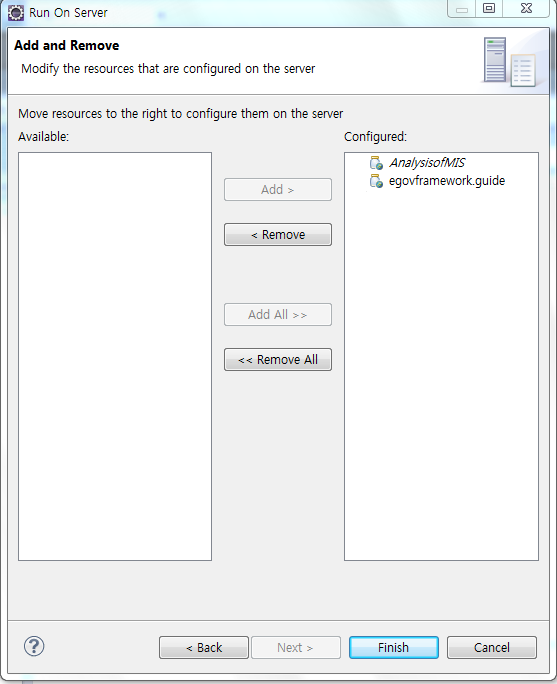 Run On Server
Add and Remove
Modify the resources that are configured on the server
Move resources to the right to configure them on the server
Available:
Configured:
AnalysisofMIS
egovframework.guide
Add >
< Remove
Add All >>
<< Remove All
?
< Back
Next >
Finish
Cancel